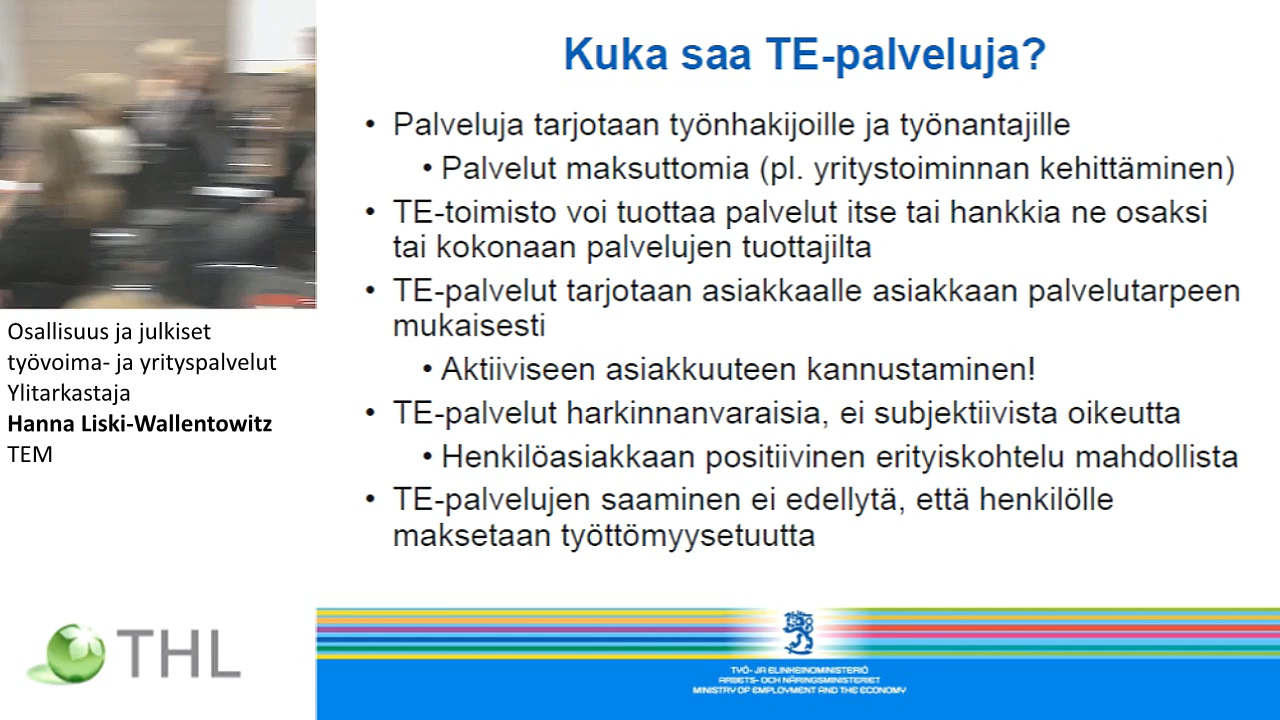 Kuka saa TE-palveluja?
• Palveluja tarjotaan työnhakijoille ja työnantajille
• Palvelut maksuttomia (pl. yritystoiminnan kehittäminen)
• TE-toimisto voi tuottaa palvelut itse tai hankkia ne osaksi
tai kokonaan palvelujen tuottajilta
• TE-palvelut tarjotaan asiakkaalle asiakkaan palvelutarpeen
mukaisesti
• Aktiiviseen asiakkuuteen kannustaminen!
• TE-palvelut harkinnanvaraisia, ei subjektiivista oikeutta
• Henkilöasiakkaan positiivinen erityiskohtelu mahdollista
• TE-palvelujen saaminen ei edellytä, että henkilölle
maksetaan työttömyysetuutta
Osallisuus ja julkiset
työvoima- ja yrityspalvelut
Ylitarkastaja
Hanna Liski-Wallentowitz
TEM
THL
TYÖ- JA ELINKEINOMINISTERIÖ
ARBETS- OCH NÄRINGSMINISTERIET
MINISTRY OF EMPLOYMENT AND THE ECONOMY